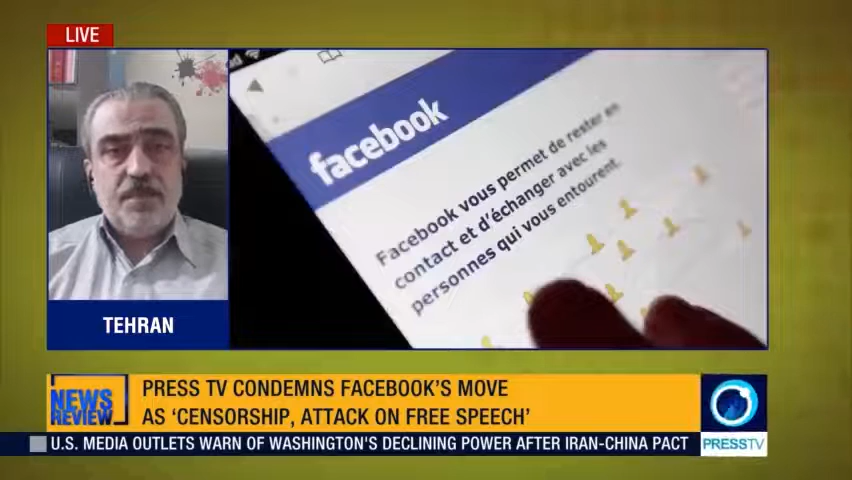 LIVE
TEHRAN
facebook
Facebook vous permet de rester en
contact et d'échanger avec les
personnes qui vous entourent.
NEWS
REVIEW
PRESS TV CONDEMNS FACEBOOK'S MOVE
AS 'CENSORSHIP, ATTACK ON FREE SPEECH'
PRESSTV
U.S. MEDIA OUTLETS WARN OF WASHINGTON'S DECLINING POWER AFTER IRAN-CHINA PACT